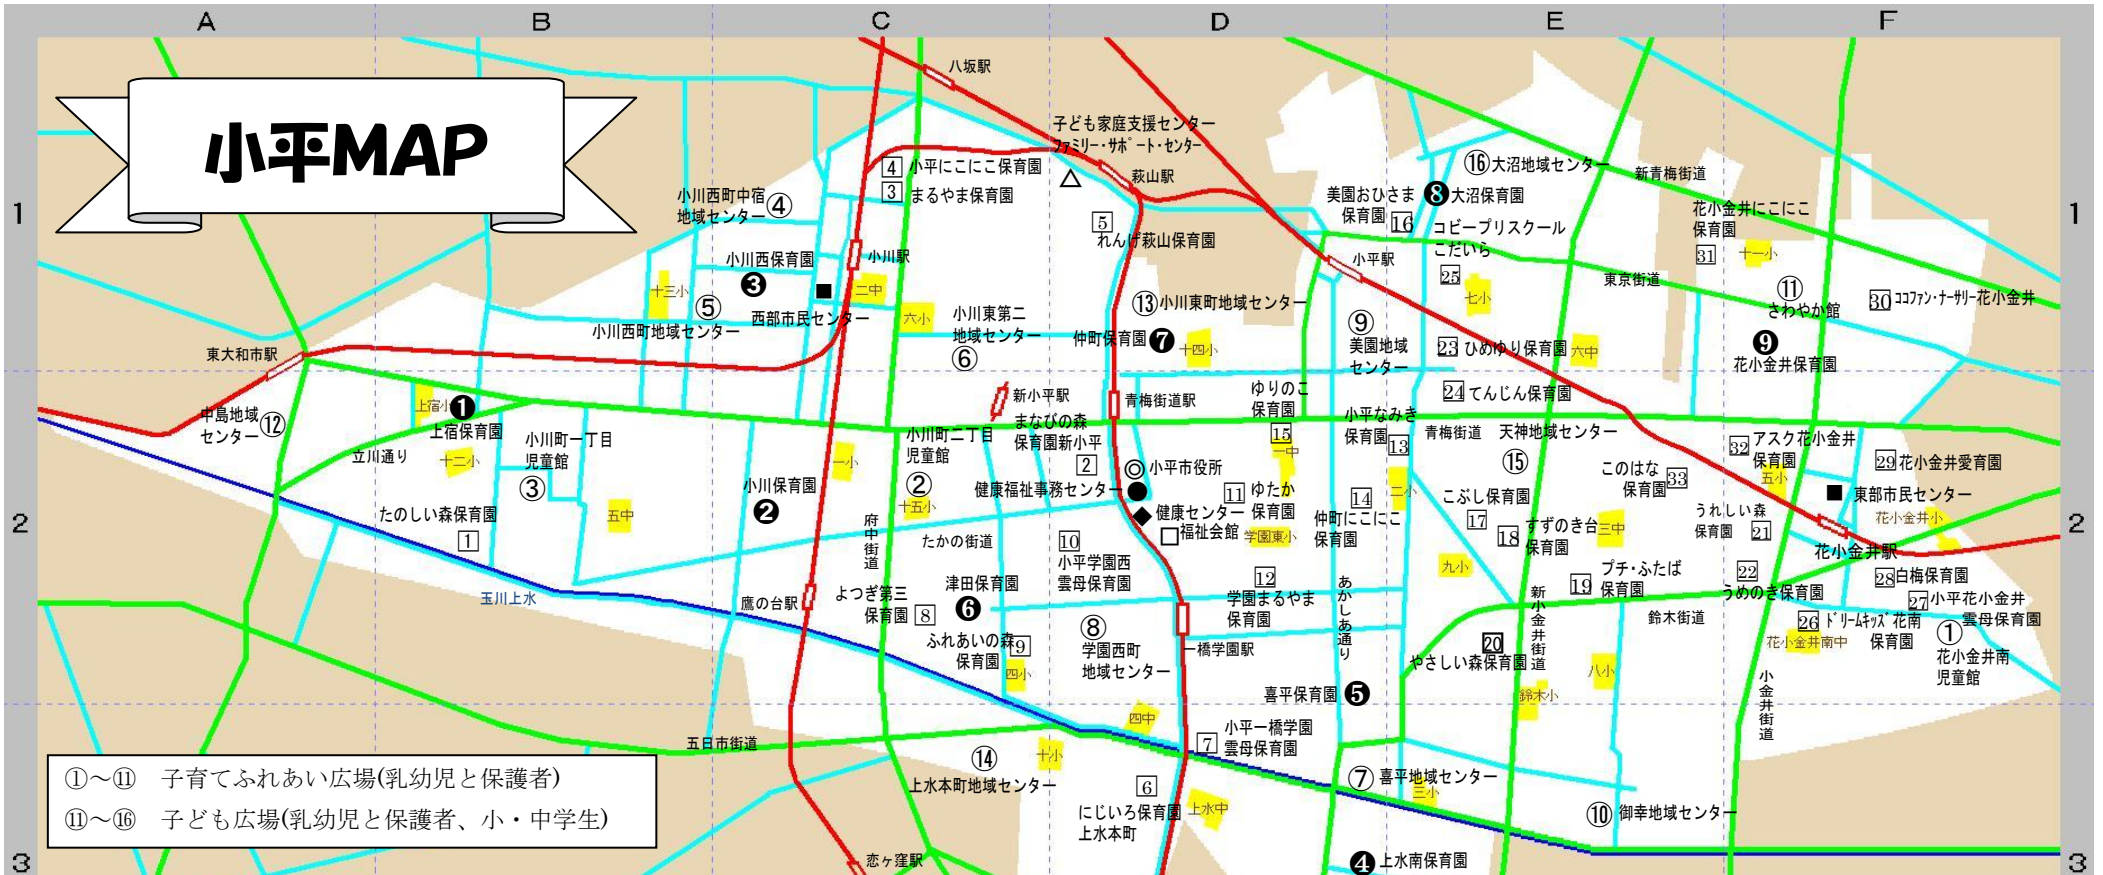 A B C D E F
小平MAP
1
1
八坂駅
子ども家庭支援センター
ファミリー・サポート・センター
萩山駅
4 小平にこにこ保育園
3 まるやま保育園
小川西町中宿
地域センター④
5
れんげ萩山保育園
⑯大沼地域センター
新青梅街道
美園おひさま
保育園 16
❽大沼保育園
コビープリスクール
こだいら
25
花小金井にこにこ
保育園
31
十一小
小川西保育園
❸
小川駅
二中
十三小
⑤
小川西町地域センター
西部市民センター
六小
小川東第二
地域センター
⑥
⑬小川東町地域センター
小平駅
七小
東京街道
⑪
さわやか館
30 ココファン・ナーサリー花小金井
仲町保育園❼
十四小
⑨
美園地域
センター
23 ひめゆり保育園
六中
❾
花小金井保育園
東大和市駅
2
2
中島地域
センター⑫
上宿小
❶
上宿保育園
立川通り
十二小
小川町一丁目
児童館
③
五中
たのしい森保育園
1
玉川上水
小川保育園
❷
一小
小川町二丁目
児童館
②
十五小
府中街道
たかの街道
新小平駅
まなびの森
保育園新小平
2
青梅街道駅
小平市役所
健康福祉事務センター
健康センター
福祉会館
ゆりのこ
保育園
15
一中
11 ゆたか
保育園
学園東小
小平なみき
保育園
13
二小
14
仲町にこにこ
保育園
24 てんじん保育園
青梅街道
天神地域センター
⑮
こぶし保育園
17
18 すずのき台
保育園
三中
このはな
保育園
33
32 アスク花小金井
保育園
五小
29 花小金井愛育園
東部市民センター
花小金井小
うれしい森
保育園 21
花小金井駅
九小
19 プチ・ふたば
保育園
22
うめのき保育園
28 白梅保育園
27 小平花小金井
雲母保育園
26 ドリームキッズ花南
保育園
花小金井南中
①
花小金井南
児童館
10
小平学園西
雲母保育園
12
学園まるやま
保育園
あかしあ通り
新小金井街道
鈴木街道
小金井街道
鷹の台駅
よつぎ第三
保育園 8
津田保育園
❻
ふれあいの森
保育園
9
四小
⑧
学園西町
地域センター
一橋学園駅
20
やさしい森保育園
八小
鈴木小
喜平保育園❺
3
3
四中
7 小平一橋学園
雲母保育園
五日市街道
⑭
上水本町地域センター
十小
6
にじいろ保育園
上水本町
上水中
⑦喜平地域センター
三小
⑩御幸地域センター
❹上水南保育園
恋ヶ窪駅
①～⑪ 子育てふれあい広場(乳幼児と保護者)
⑪～⑯ 子ども広場(乳幼児と保護者、小・中学生)